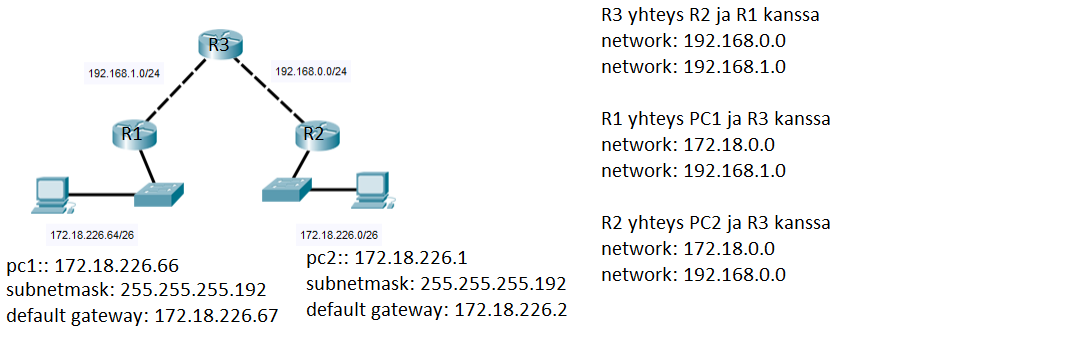 R3
192.168.1.0/24
192.168.0.0/24
R1
R2
172.18.226.64/26
172.18.226.0/26
pc1:: 172.18.226.66
subnetmask: 255.255.255.192
default gateway: 172.18.226.67
pc2:: 172.18.226.1
subnetmask: 255.255.255.192
default gateway: 172.18.226.2
R3 yhteys R2 ja R1 kanssa
network: 192.168.0.0
network: 192.168.1.0
R1 yhteys PC1 ja R3 kanssa
network: 172.18.0.0
network: 192.168.1.0
R2 yhteys PC2 ja R3 kanssa
network: 172.18.0.0
network: 192.168.0.0